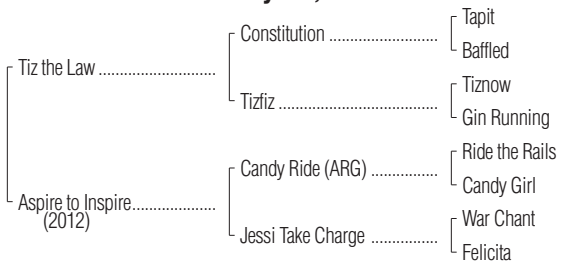 Tapit
Constitution ..........................
Baffled
Tiz the Law ............................
Tiznow
Tizfiz ......................................
Gin Running
Ride the Rails
Candy Ride (ARG) ................
Candy Girl
Aspire to Inspire....................
(2012)
War Chant
Jessi Take Charge ................
Felicita